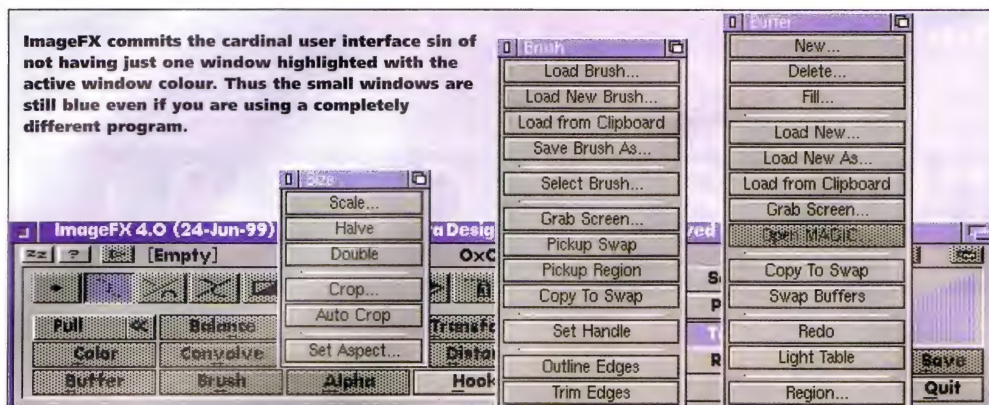 ImageFX commits the cardinal user interface sin of
not having just one window highlighted with the
active window colour. Thus the small windows are
still blue even if you are using a completely
different program.
Size
Scale...
Halve
Double
Crop...
Auto Crop
Set Aspect...
Brush
Load Brush...
Load New Brush...
Load from Clipboard
Save Brush As...
Select Brush...
Grab Screen...
Pickup Swap
Pickup Region
Copy To Swap
Set Handle
Outline Edges
Trim Edges
Buffer
New...
Delete...
Fill...
Load New...
Load New As...
Load from Clipboard
Grab Screen...
Open MAGIC
Copy To Swap
Swap Buffers
Redo
Light Table
Region...
ImageFX 4.0 (24-Jun-99)
zz ? [Empty]
Full Balance
Color Convolve
Buffer Brush Alpha Hook
Save
Quit